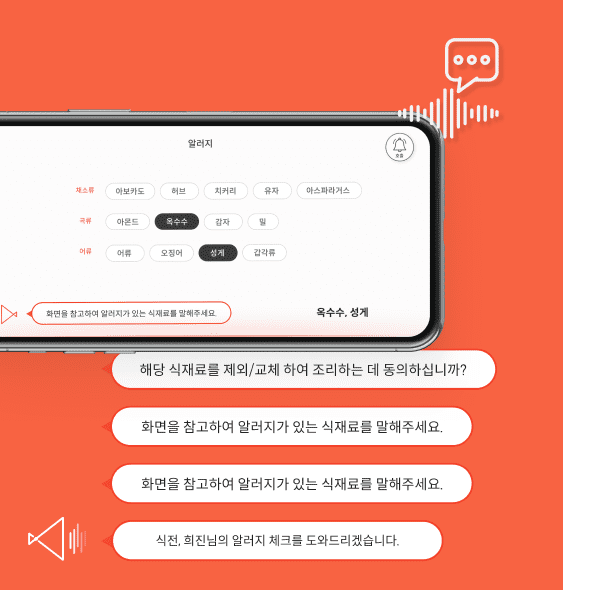 알러지
호출
채소류 아보카도 허브 치커리 유자 아스파라거스
곡류 아몬드 옥수수 감자 밀
어류 어류 오징어 성게 갑각류
화면을 참고하여 알러지가 있는 식재료를 말해주세요.
옥수수, 성게
해당 식재료를 제외/교체 하여 조리하는 데 동의하십니까?
화면을 참고하여 알러지가 있는 식재료를 말해주세요.
화면을 참고하여 알러지가 있는 식재료를 말해주세요.
식전, 희진님의 알러지 체크를 도와드리겠습니다.